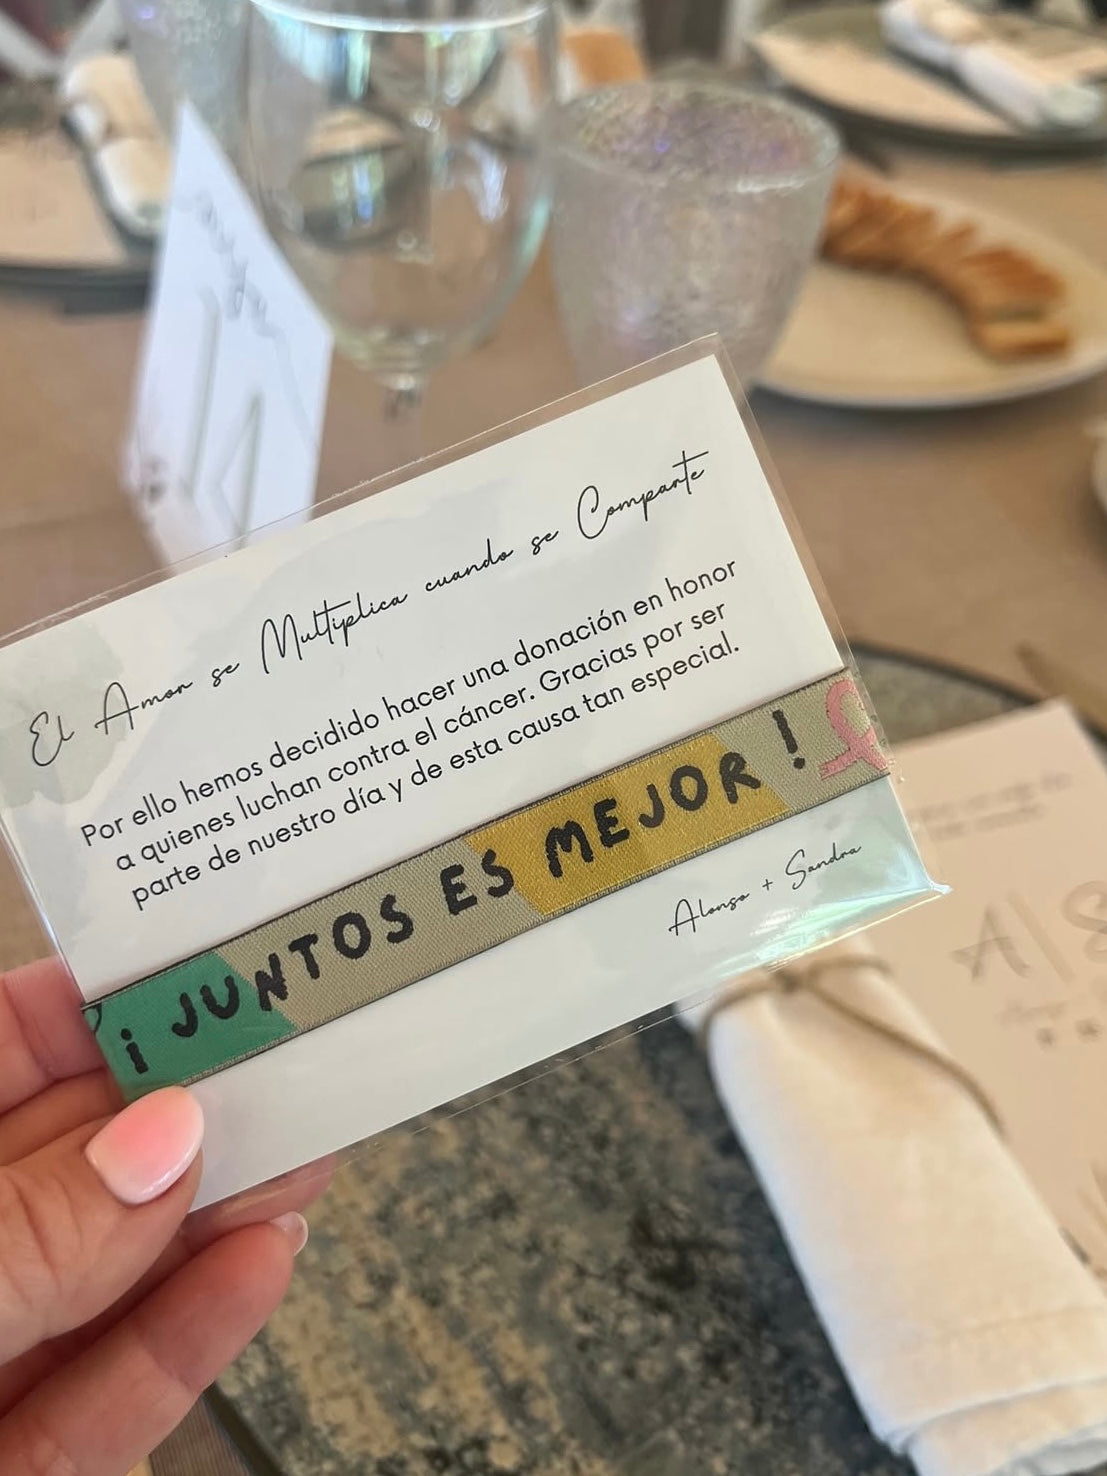 El Amor se Multiplica cuando se Comparte
Por ello hemos decidido hacer una donación en honor
a quienes luchan contra el cáncer. Gracias por ser
parte de nuestro día y de esta causa tan especial.
¡ JUNTOS ES MEJOR !
Alonso + Sandra
A|S